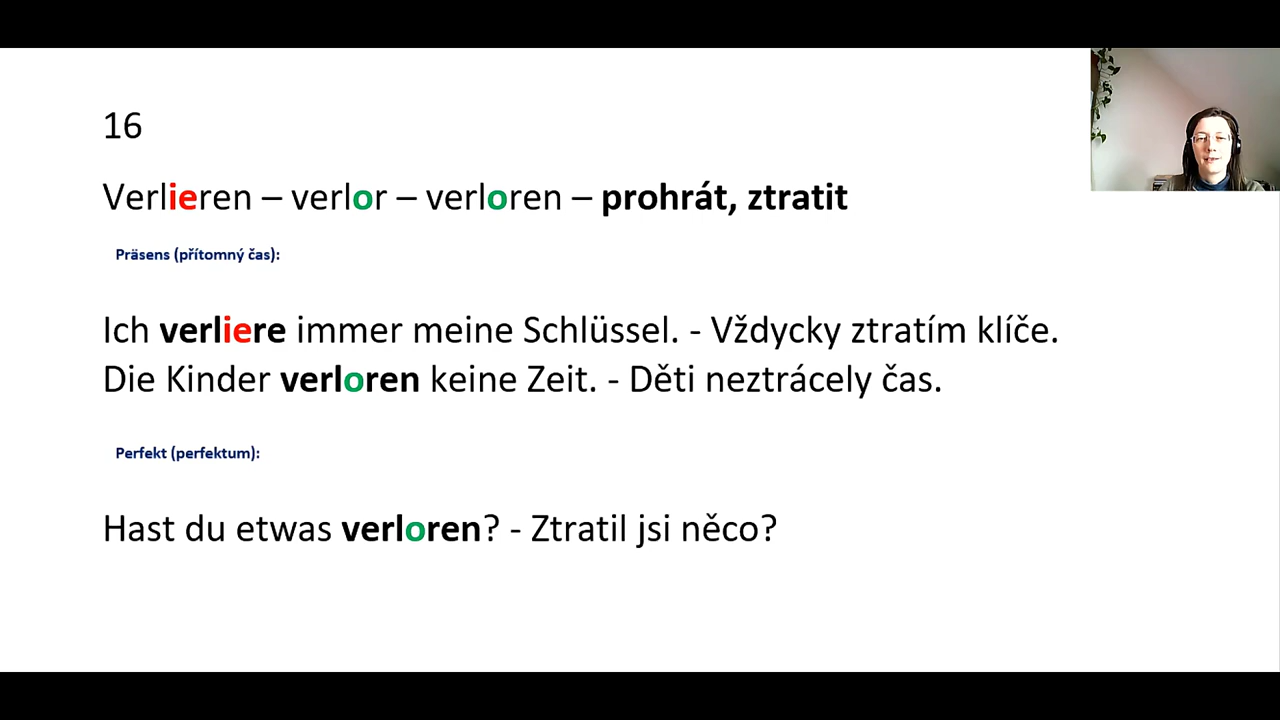 16
Verlieren – verlor – verloren – prohrát, ztratit
Präsens (přítomný čas):
Ich verliere immer meine Schlüssel. - Vždycky ztratím klíče.
Die Kinder verloren keine Zeit. - Děti neztrácely čas.
Perfekt (perfektum):
Hast du etwas verloren? - Ztratil jsi něco?